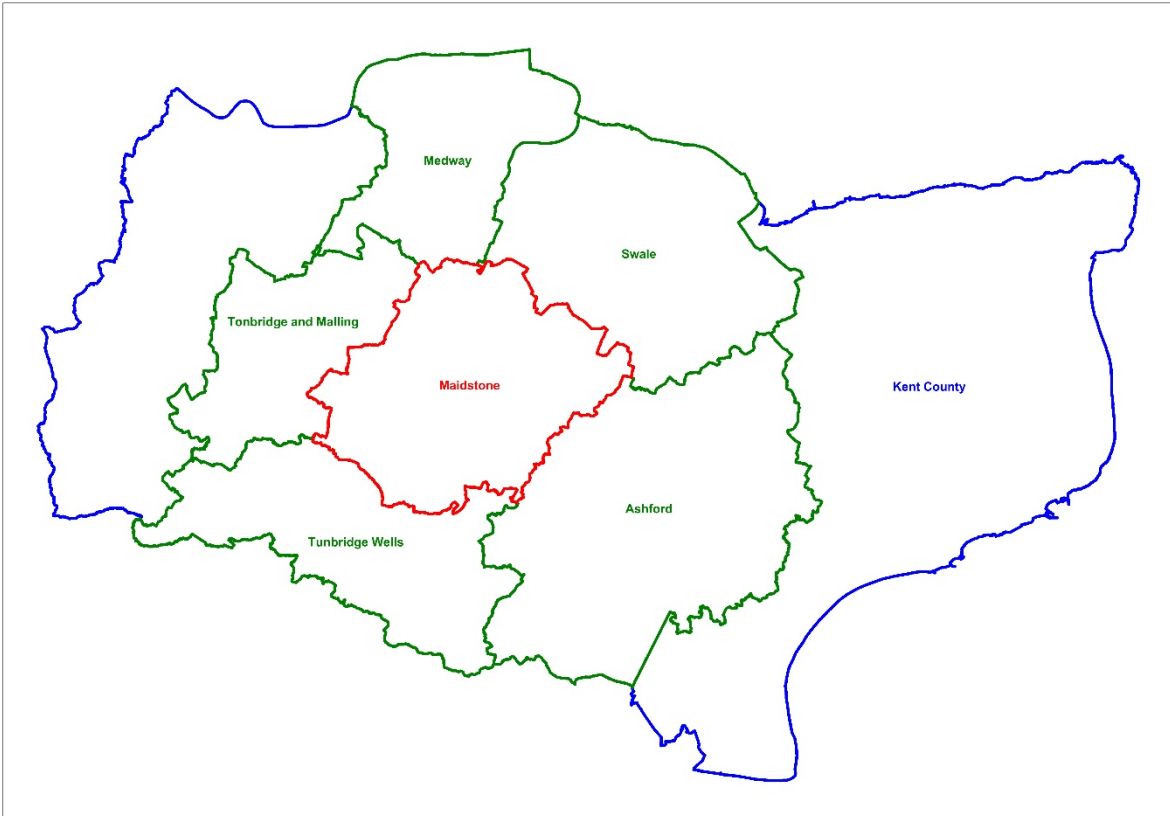 Medway
Swale
Tonbridge and Malling
Maidstone
Kent County
Ashford
Tunbridge Wells